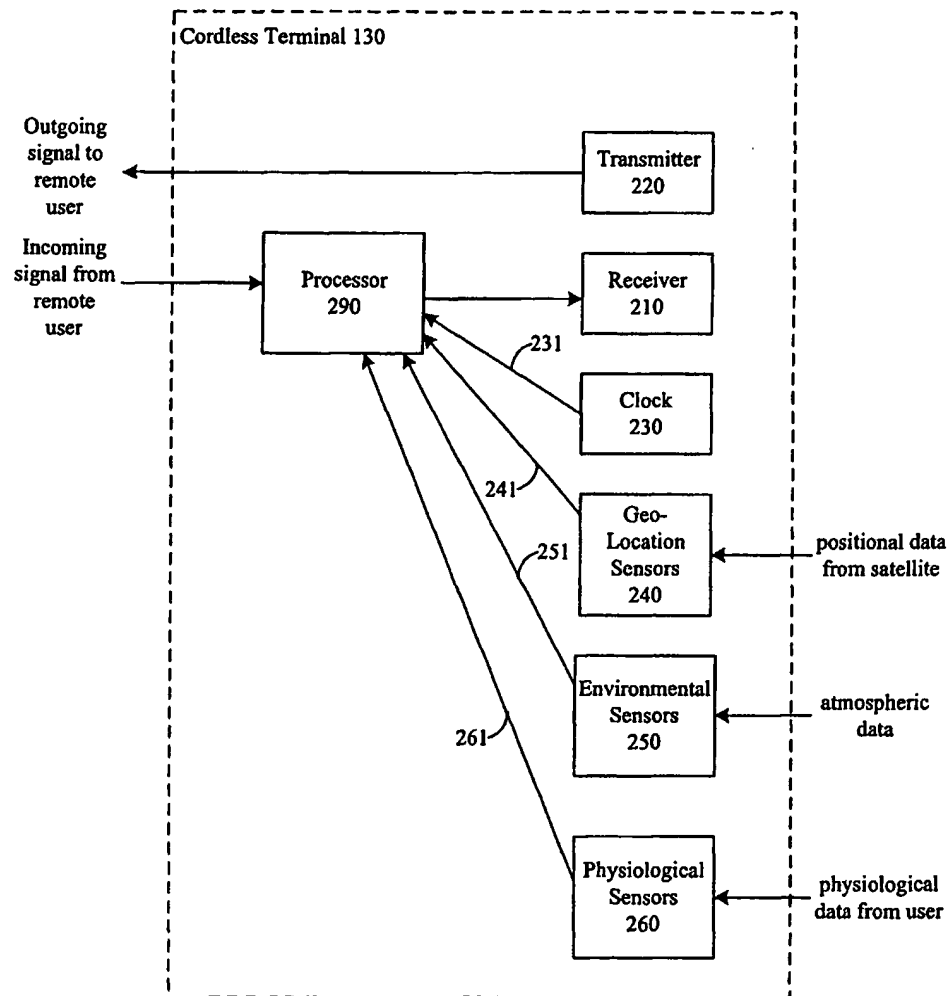 Cordless Terminal 130
Outgoing
signal to
remote
user
Transmitter
220
Incoming
signal from
remote
user
Processor
290
Receiver
210
231
Clock
230
241
Geo-
Location
Sensors
240
positional data
from satellite
251
Environmental
Sensors
250
atmospheric
data
261
Physiological
Sensors
260
physiological
data from user